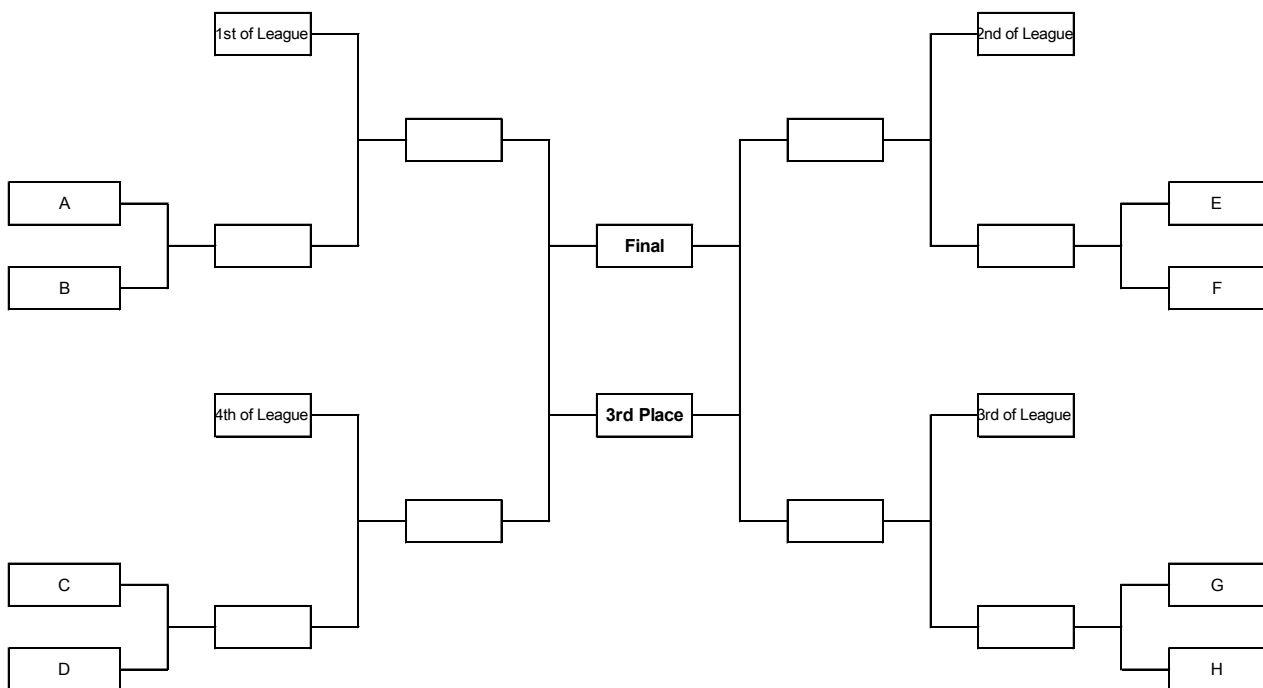 1st of League
2nd of League
A
E
B
Final
F
4th of League
3rd Place
3rd of League
C
G
D
H